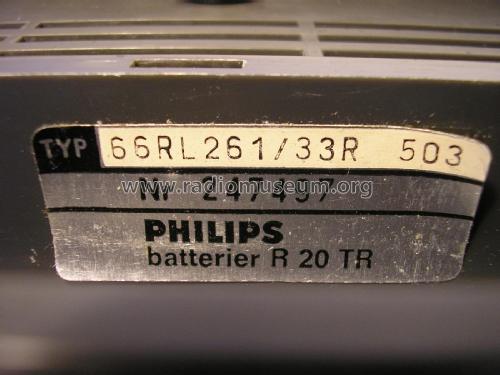 TYP 66RL261/33R 503
Nr 247497
© www.radiomuseum.org
PHILIPS
batterier R 20 TR